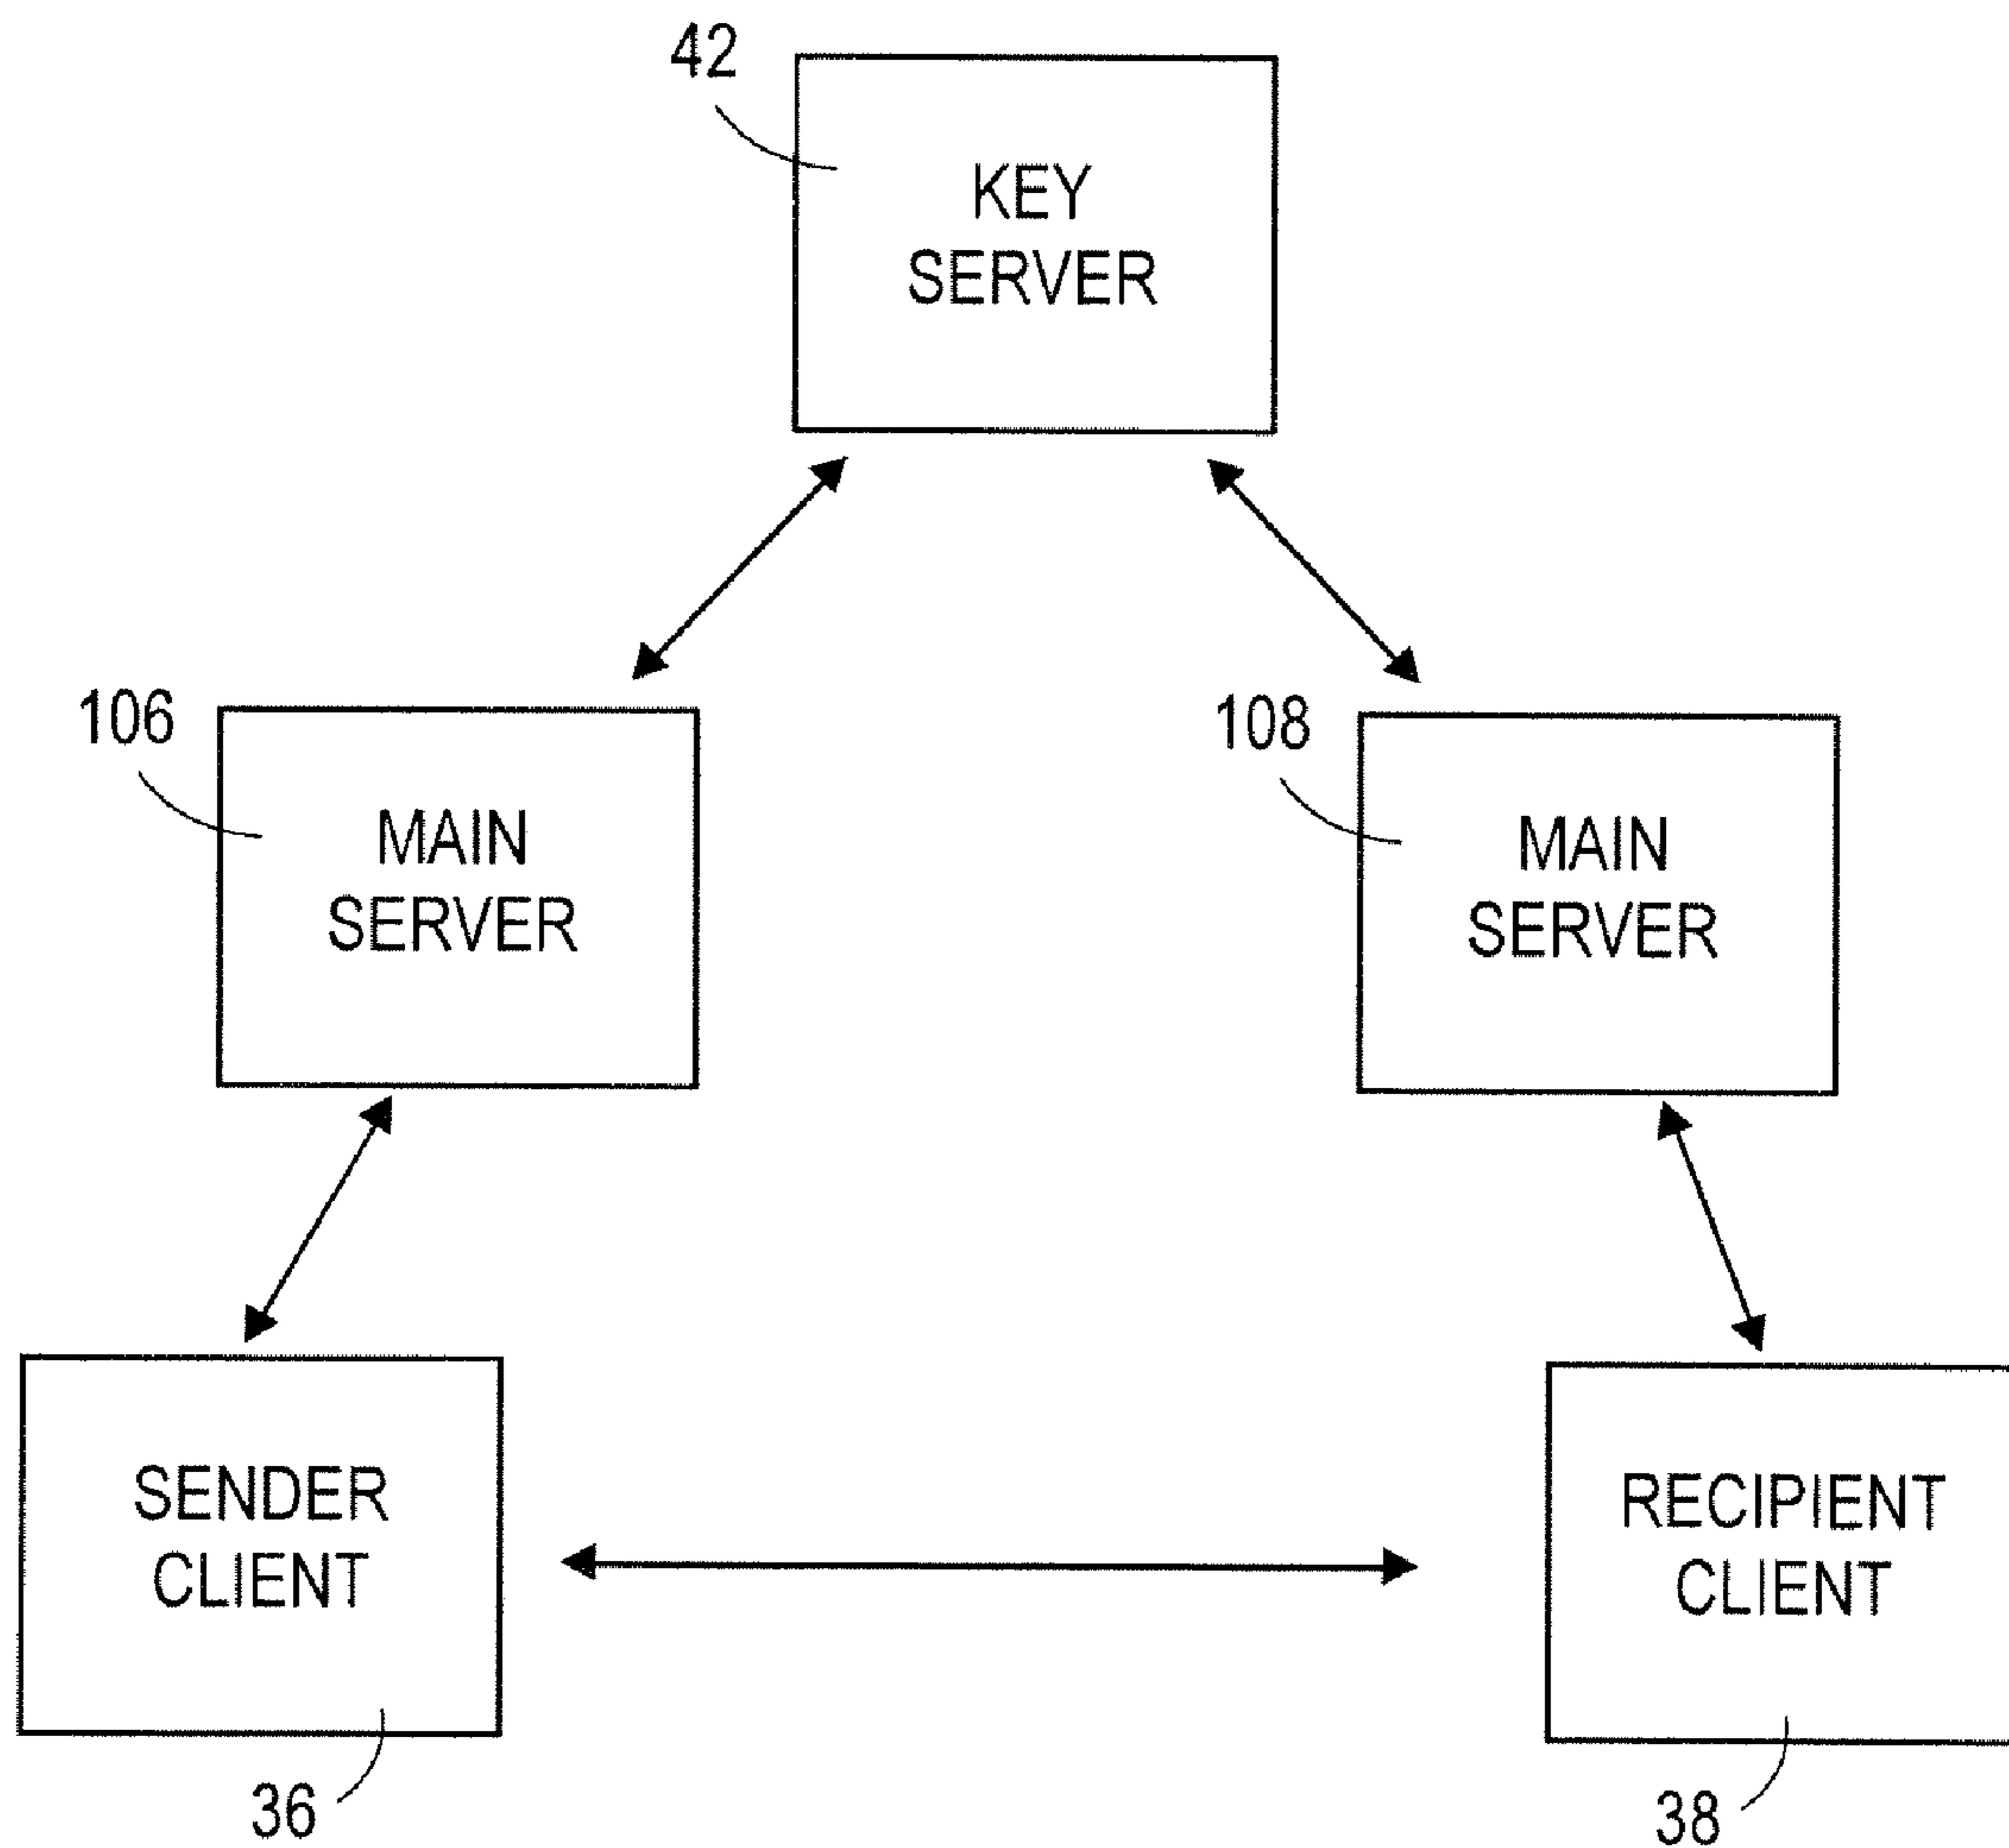 42
KEY
SERVER
106
MAIN
SERVER
108
MAIN
SERVER
SENDER
CLIENT
36
RECIPIENT
CLIENT
38